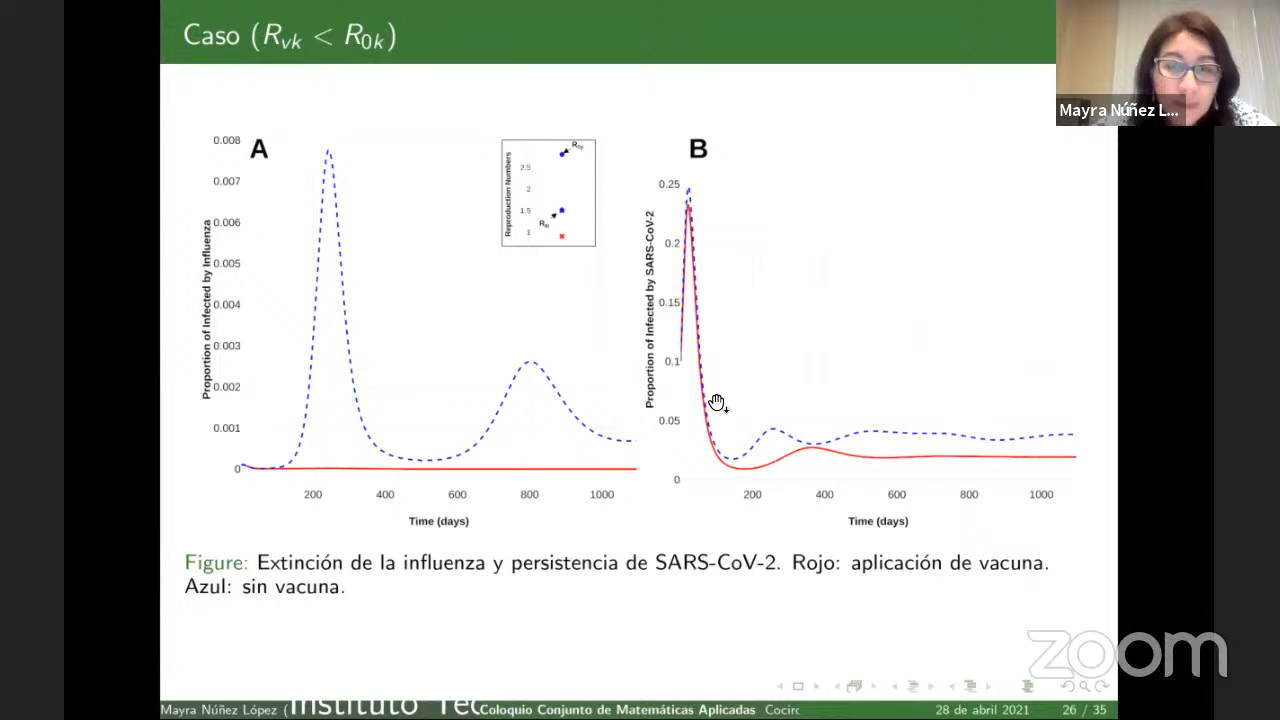 Caso (Rvk < R0k)
Mayra Núñez L...
A
0.008
0.007
0.006
0.005
0.004
0.003
0.002
0.001
0
Proportion of Infected by Influenza
200 400 600 800 1000
Time (days)
Reproduction Numbers
2.5
2
1.5
1
B
0.25
0.2
0.15
0.1
0.05
0
Proportion of Infected by SARS-CoV-2
200 400 600 800 1000
Time (days)
Figure: Extinción de la influenza y persistencia de SARS-CoV-2. Rojo: aplicación de vacuna.
Azul: sin vacuna.
zoom
Mayra Núñez López ( Instituto Tec Coloquio Conjunto de Matemáticas Aplicadas 28 de abril 2021 26 / 35